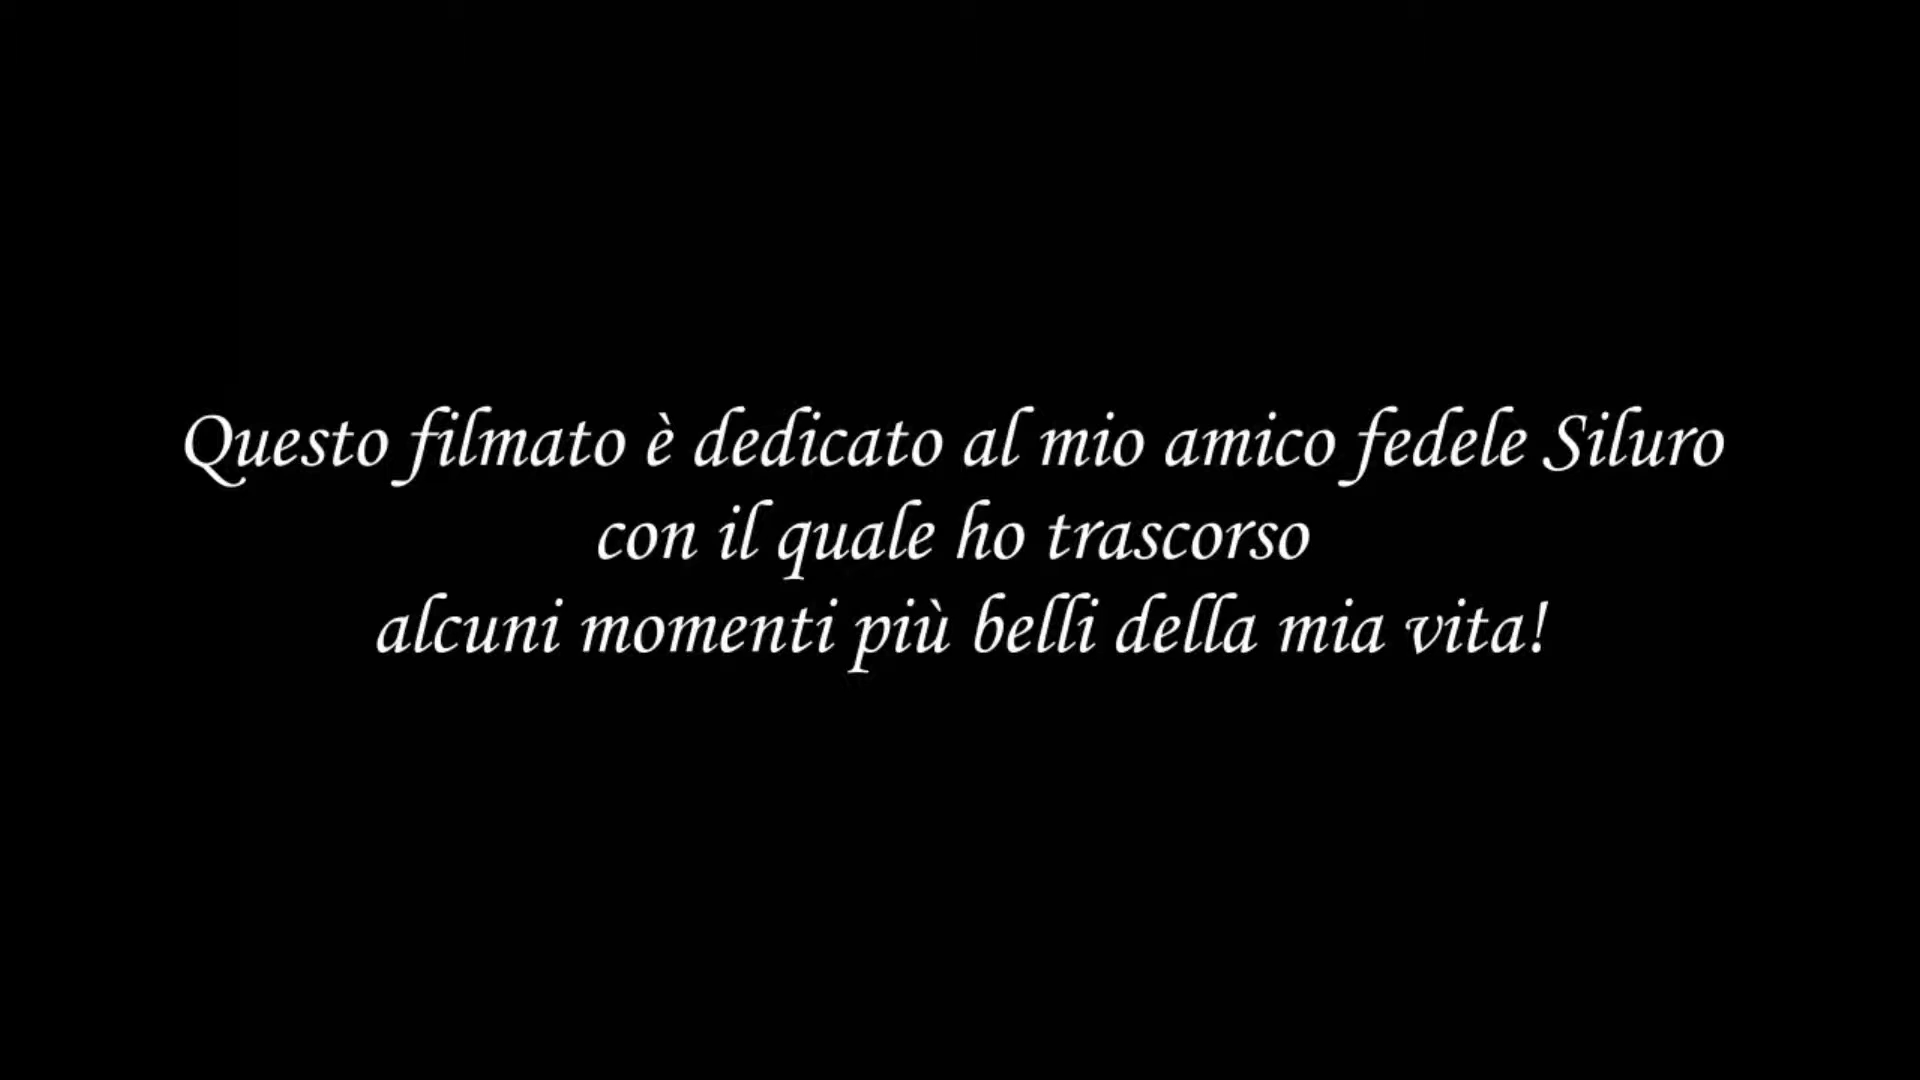 Questo filmato è dedicato al mio amico fedele Siluro
con il quale ho trascorso
alcuni momenti più belli della mia vita!